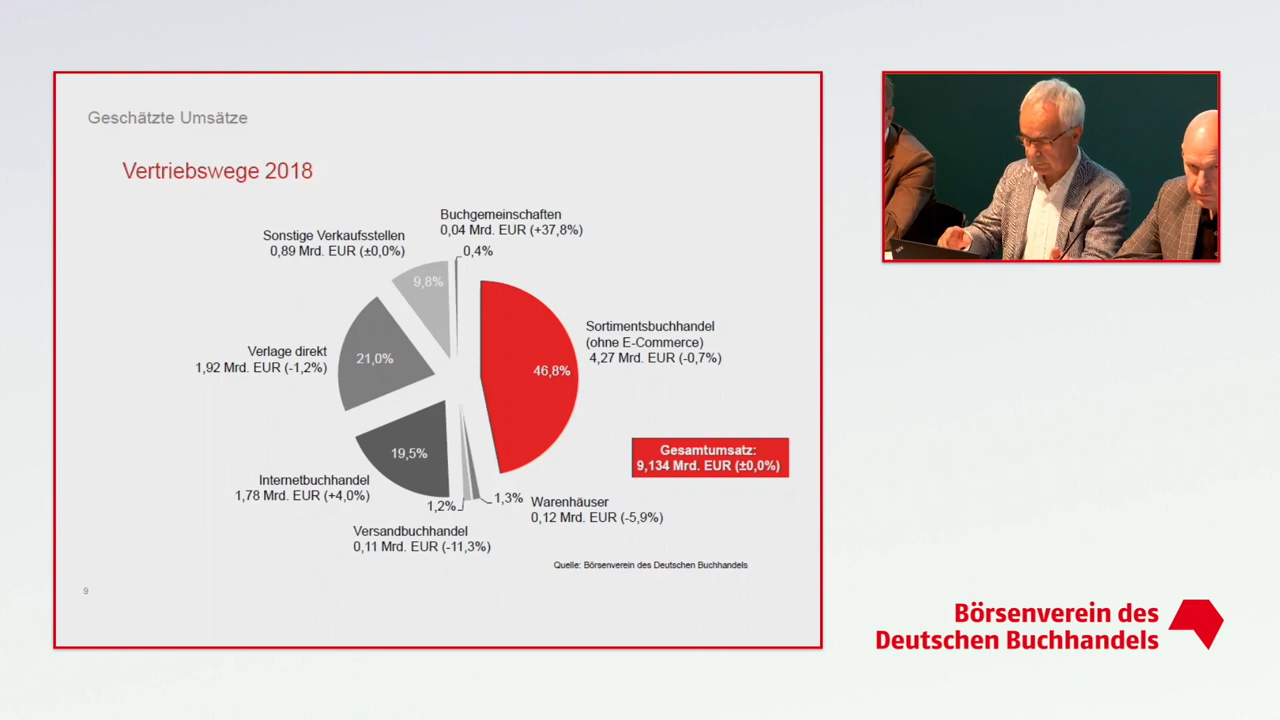 Geschätzte Umsätze
Vertriebswege 2018
Buchgemeinschaften
0,04 Mrd. EUR (+37,8%)
0,4%
Sonstige Verkaufsstellen
0,89 Mrd. EUR (±0,0%)
9,8%
Sortimentsbuchhandel
(ohne E-Commerce)
4,27 Mrd. EUR (-0,7%)
46,8%
Verlage direkt
1,92 Mrd. EUR (-1,2%)
21,0%
Gesamtumsatz:
9,134 Mrd. EUR (±0,0%)
19,5%
Internetbuchhandel
1,78 Mrd. EUR (+4,0%)
1,2%
1,3%
Warenhäuser
0,12 Mrd. EUR (-5,9%)
Versandbuchhandel
0,11 Mrd. EUR (-11,3%)
Quelle: Börsenverein des Deutschen Buchhandels
9
Börsenverein des
Deutschen Buchhandels